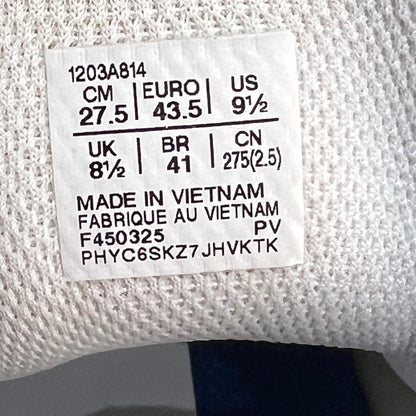 1203A814
CM 27.5 | EURO 43.5 | US 9½
UK 8½ | BR 41 | CN 275(2.5)
MADE IN VIETNAM
FABRIQUE AU VIETNAM
F450325 PV
PHYC6SKZ7JHVKTK